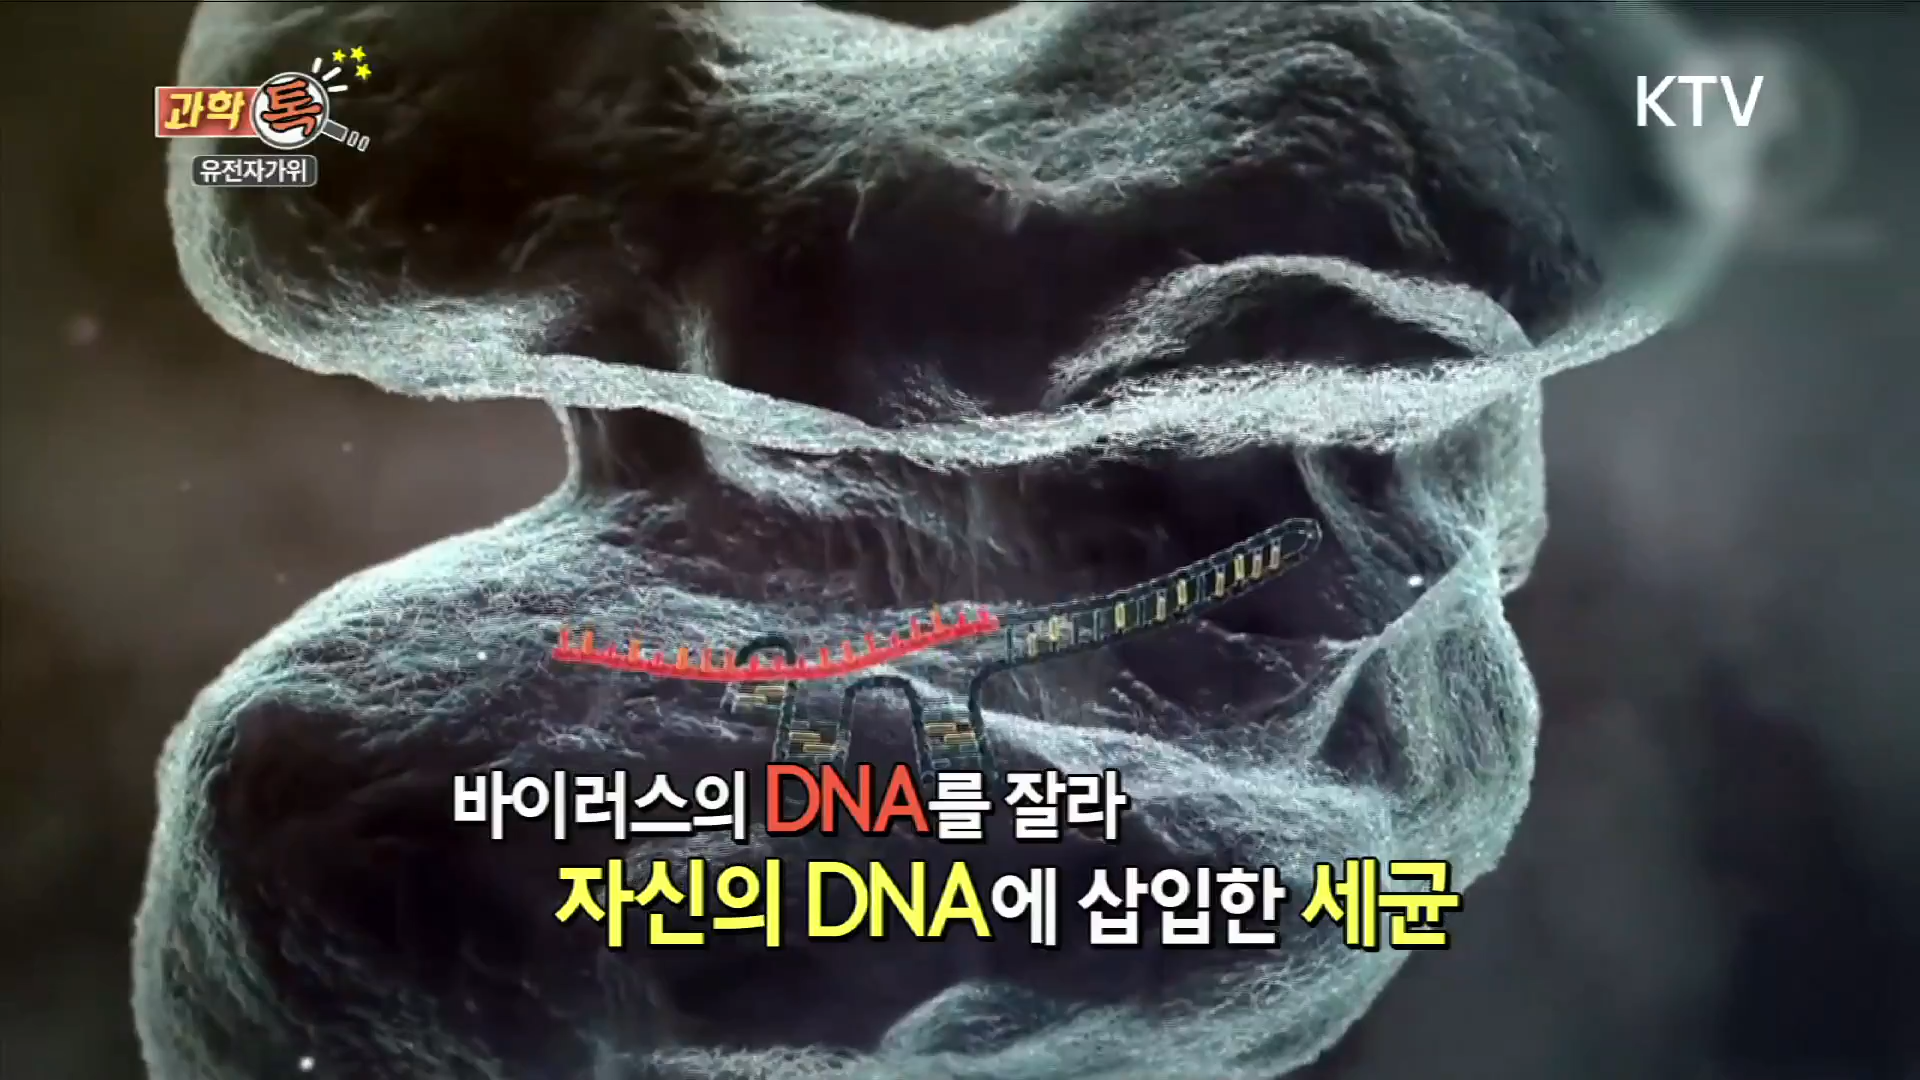 과학톡
유전자가위
KTV
바이러스의 DNA를 잘라
자신의 DNA에 삽입한 세균